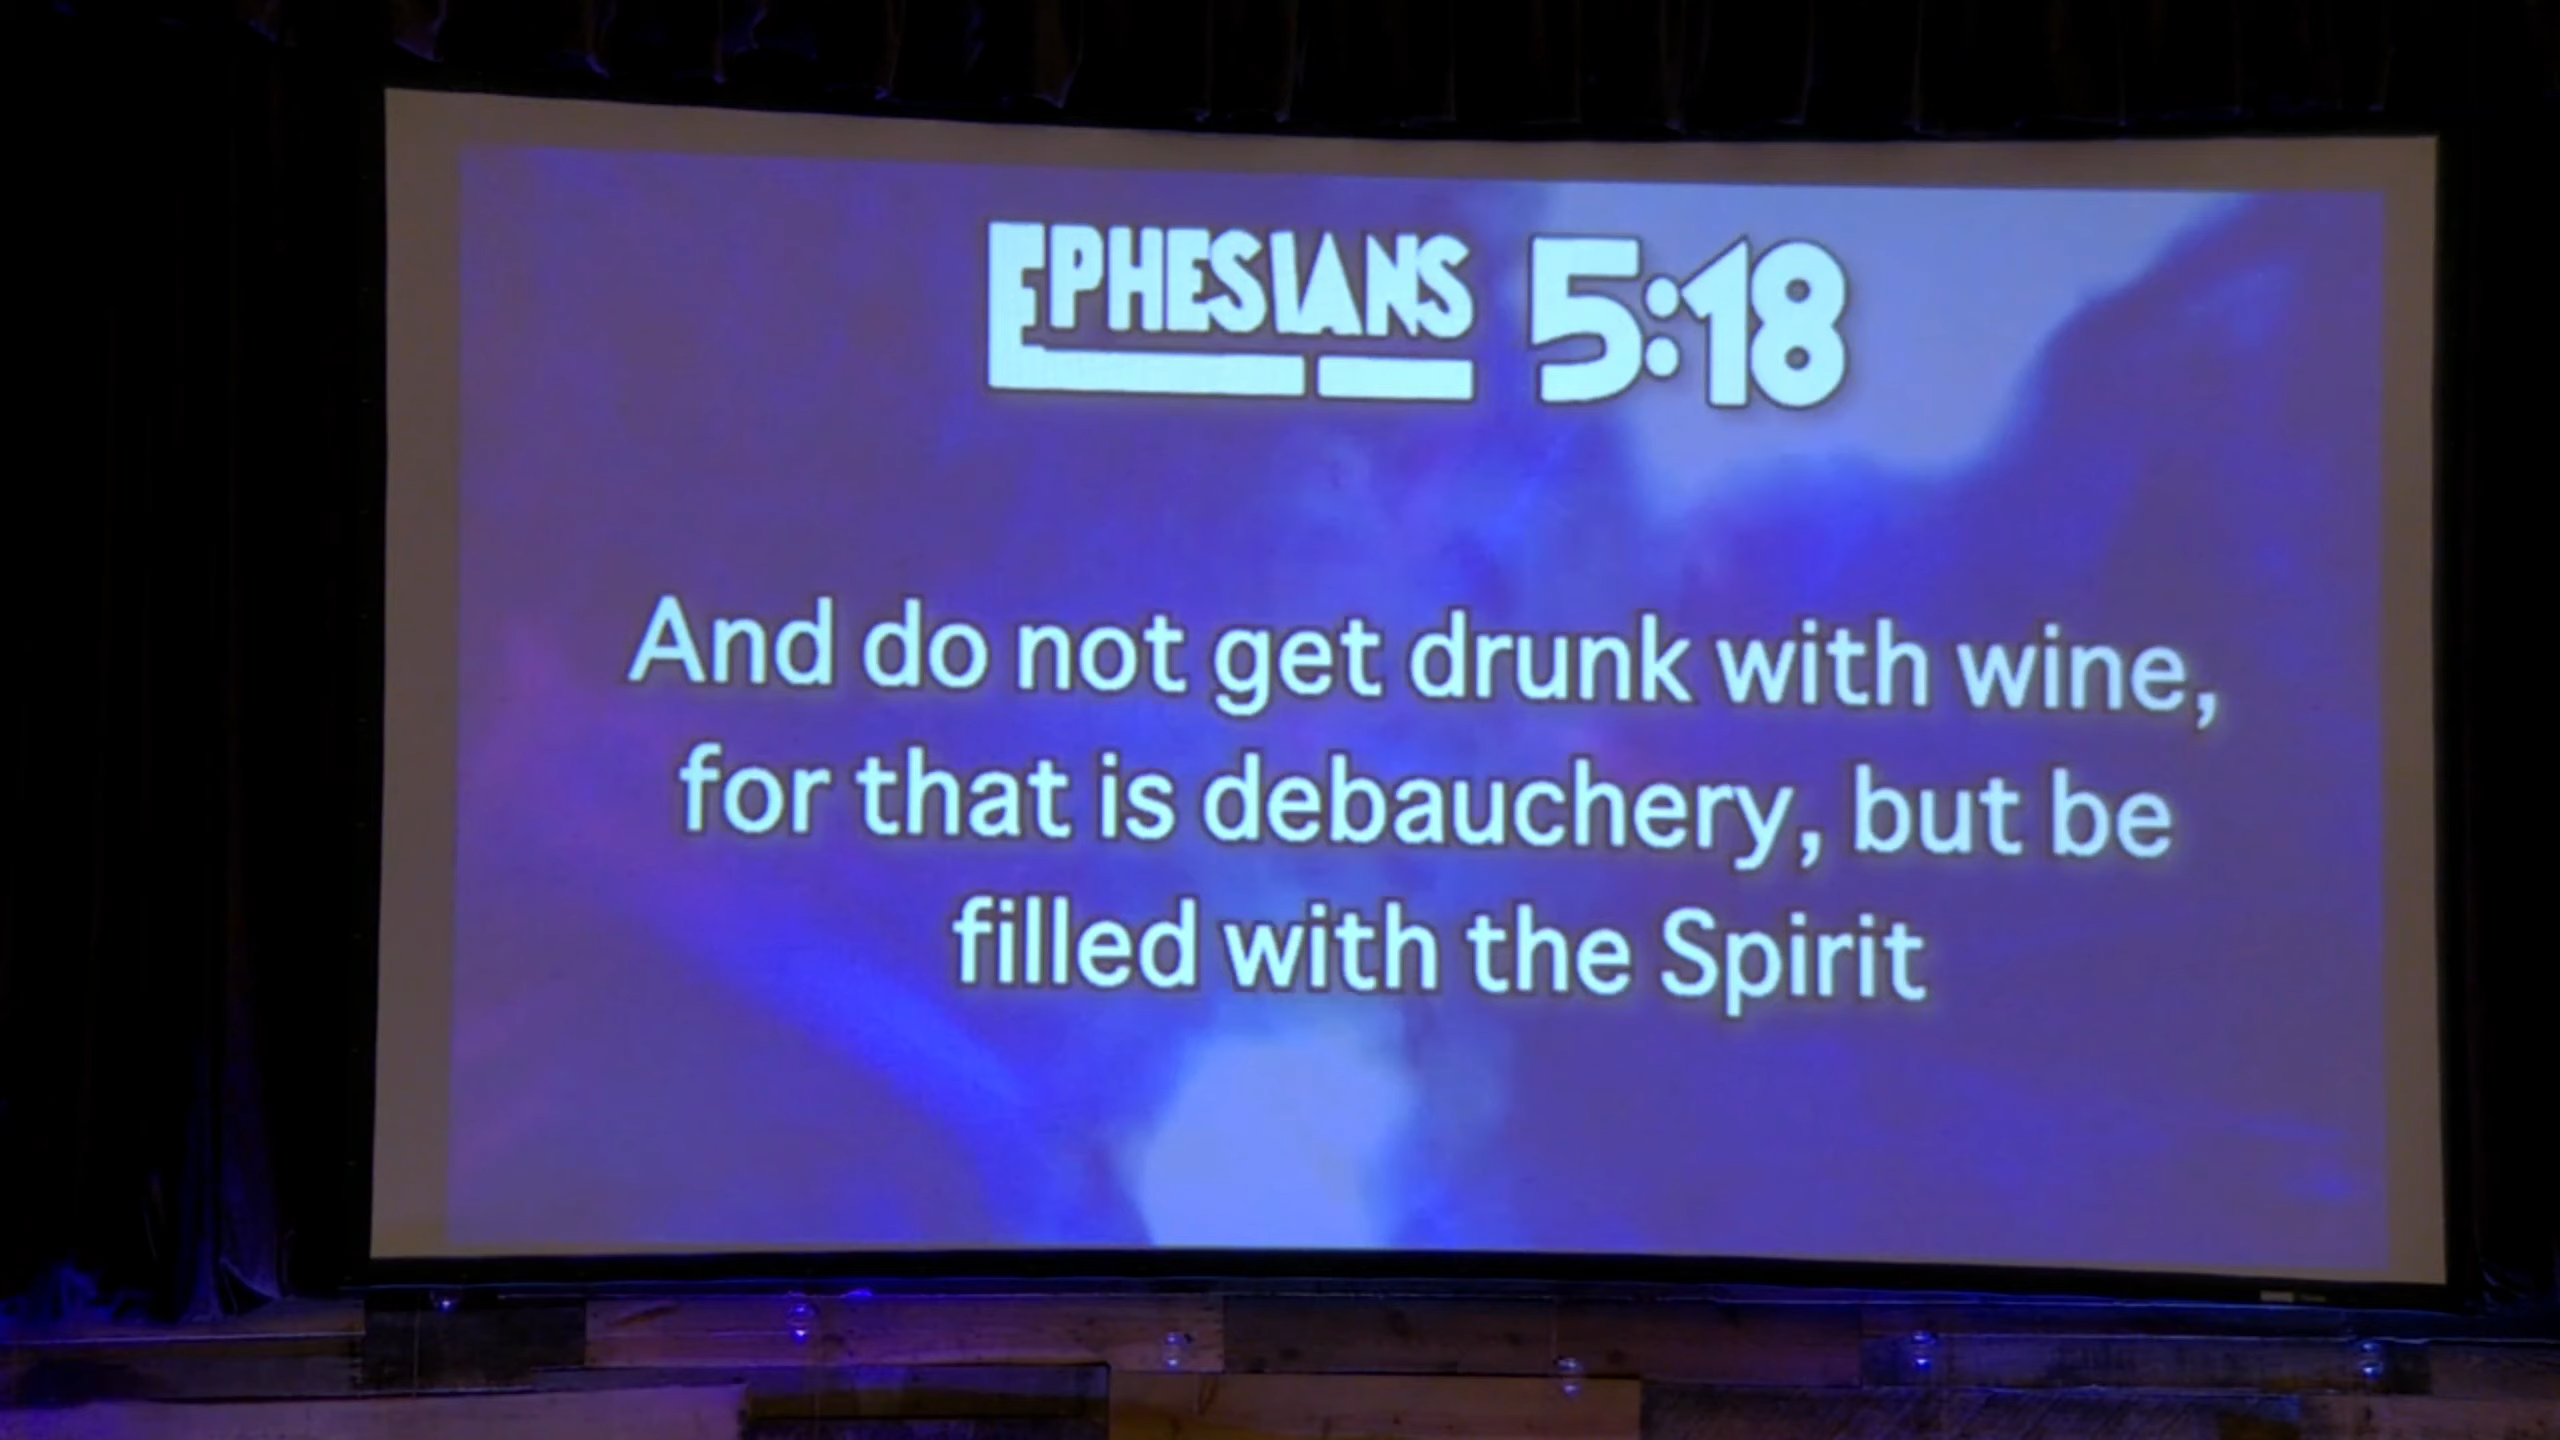 EPHESIANS 5:18
And do not get drunk with wine,
for that is debauchery, but be
filled with the Spirit